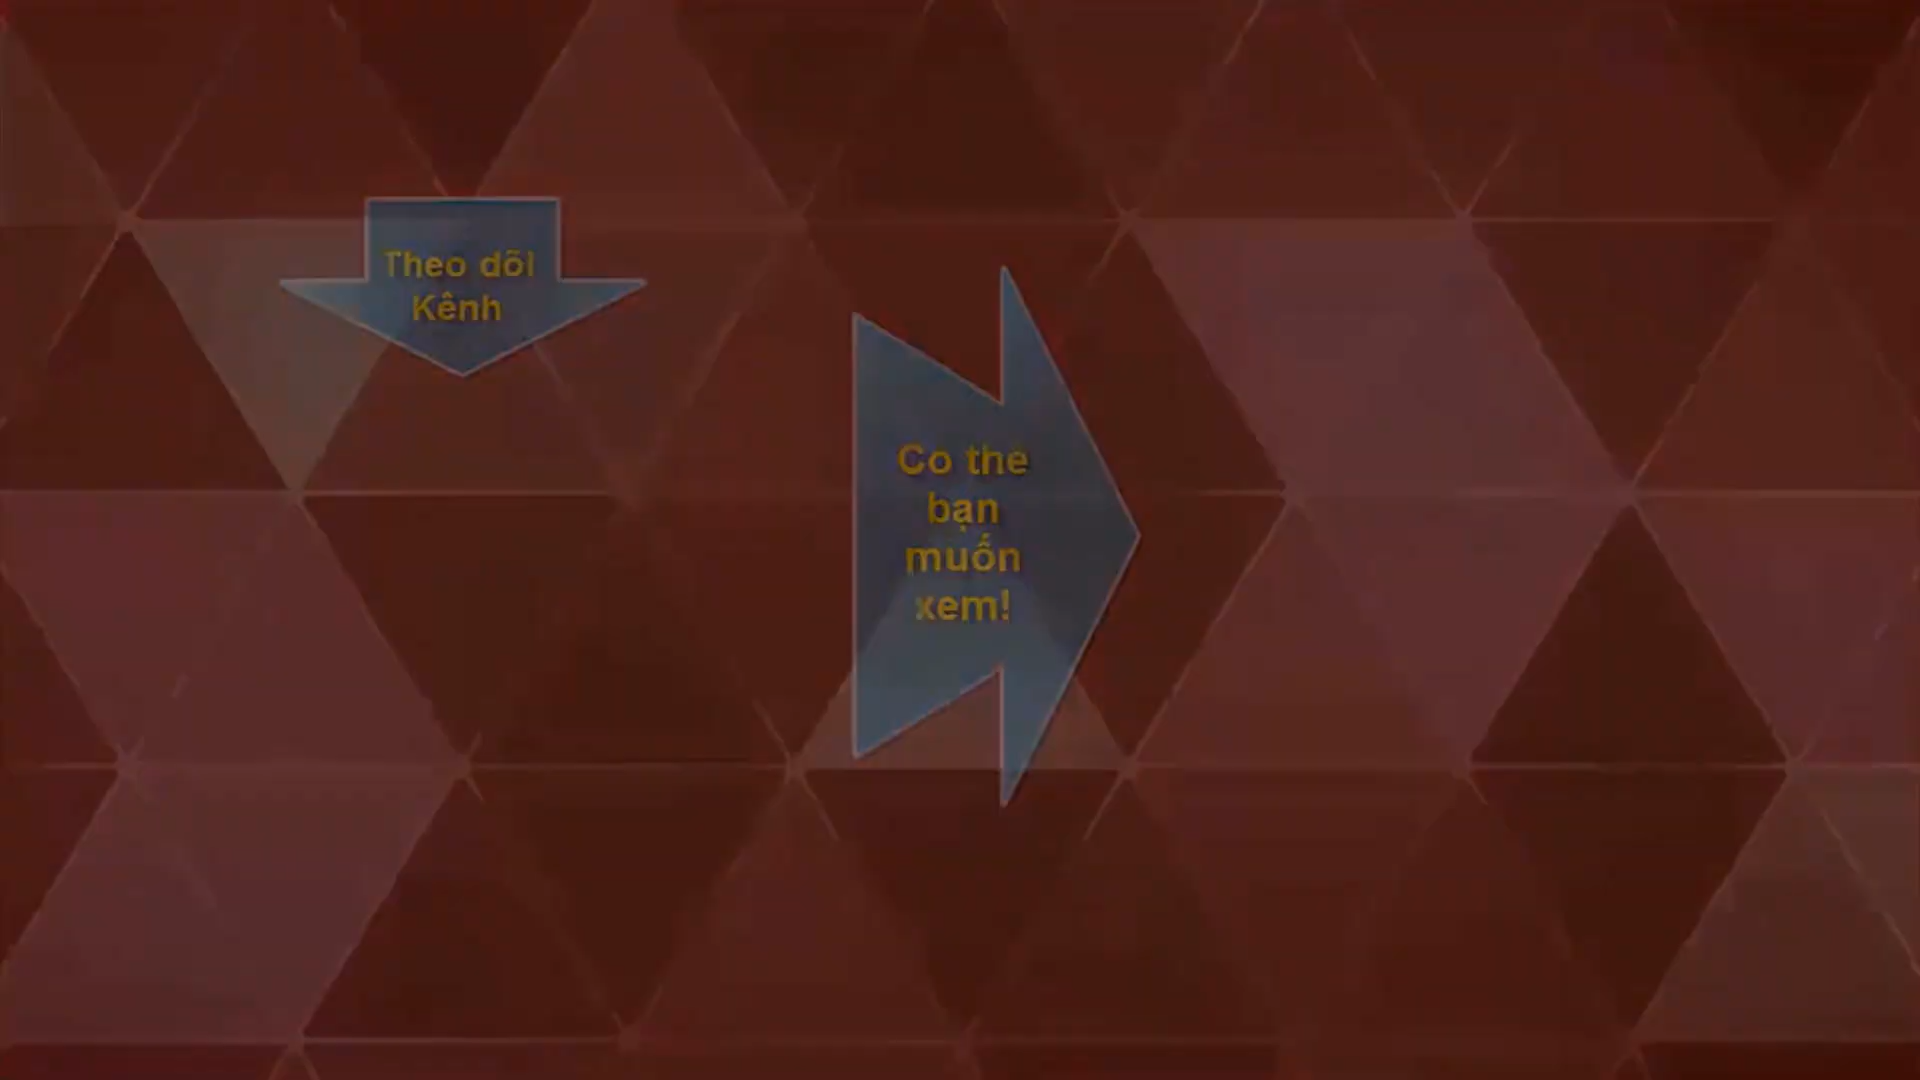 Theo dõi
Kênh
Co the
bạn
muốn
xem!